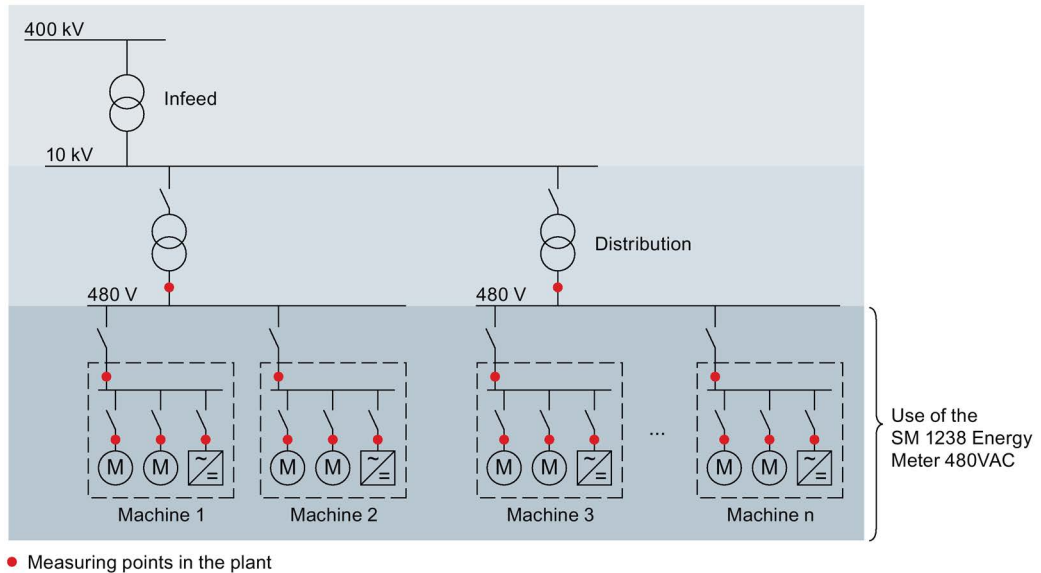 400 kV
Infeed
10 kV
Distribution
480 V
480 V
M
M
~
=
M
M
~
=
M
M
~
=
...
M
M
~
=
Use of the
SM 1238 Energy
Meter 480VAC
Machine 1
Machine 2
Machine 3
Machine n
Measuring points in the plant